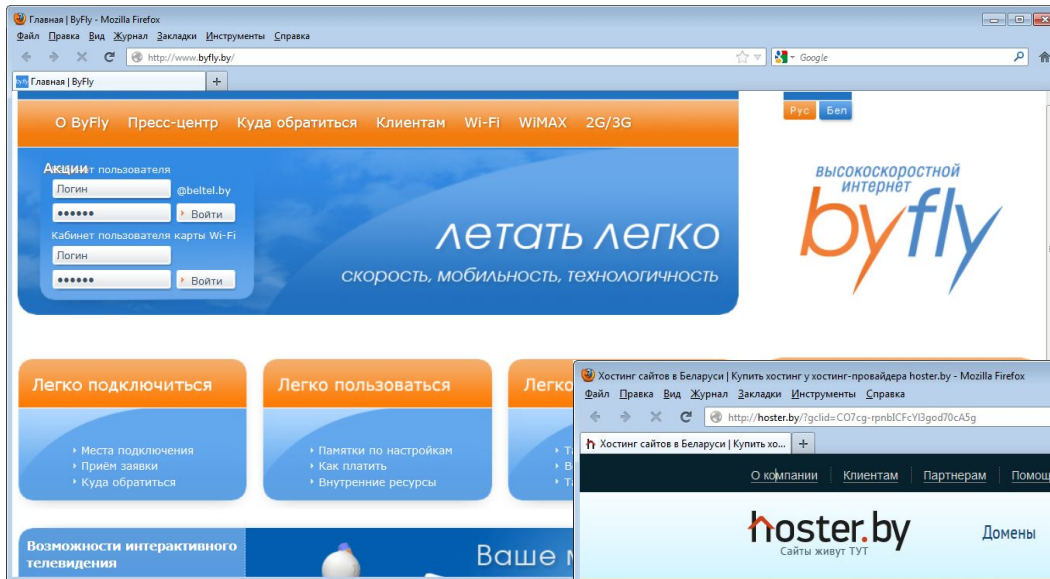 Главная | ByFly - Mozilla Firefox
Файл Правка Вид Журнал Закладки Инструменты Справка
http://www.byfly.by/
Google
byfly Главная | ByFly +
О ByFly Пресс-центр Куда обратиться Клиентам Wi-Fi WiMAX 2G/3G
Рус Бел
Акции
пользователя
Логин @beltel.by
•••••• Войти
Кабинет пользователя карты Wi-Fi
Логин
•••••• Войти
летать легко
скорость, мобильность, технологичность
высокоскоростной
интернет
byfly
Легко подключиться
Места подключения
Приём заявки
Куда обратиться
Легко пользоваться
Памятки по настройкам
Как платить
Внутренние ресурсы
Легко
Возможности интерактивного
телевидения
Ваше
Хостинг сайтов в Беларуси | Купить хостинг у хостинг-провайдера hoster.by - Mozilla Firefox
Файл Правка Вид Журнал Закладки Инструменты Справка
http://hoster.by/?gclid=CO7cg-rpnbICFcYl3god70cA5g
Хостинг сайтов в Беларуси | Купить хо... +
О компании Клиентам Партнерам Помощ
hoster.by
Сайты живут ТУТ
Домены